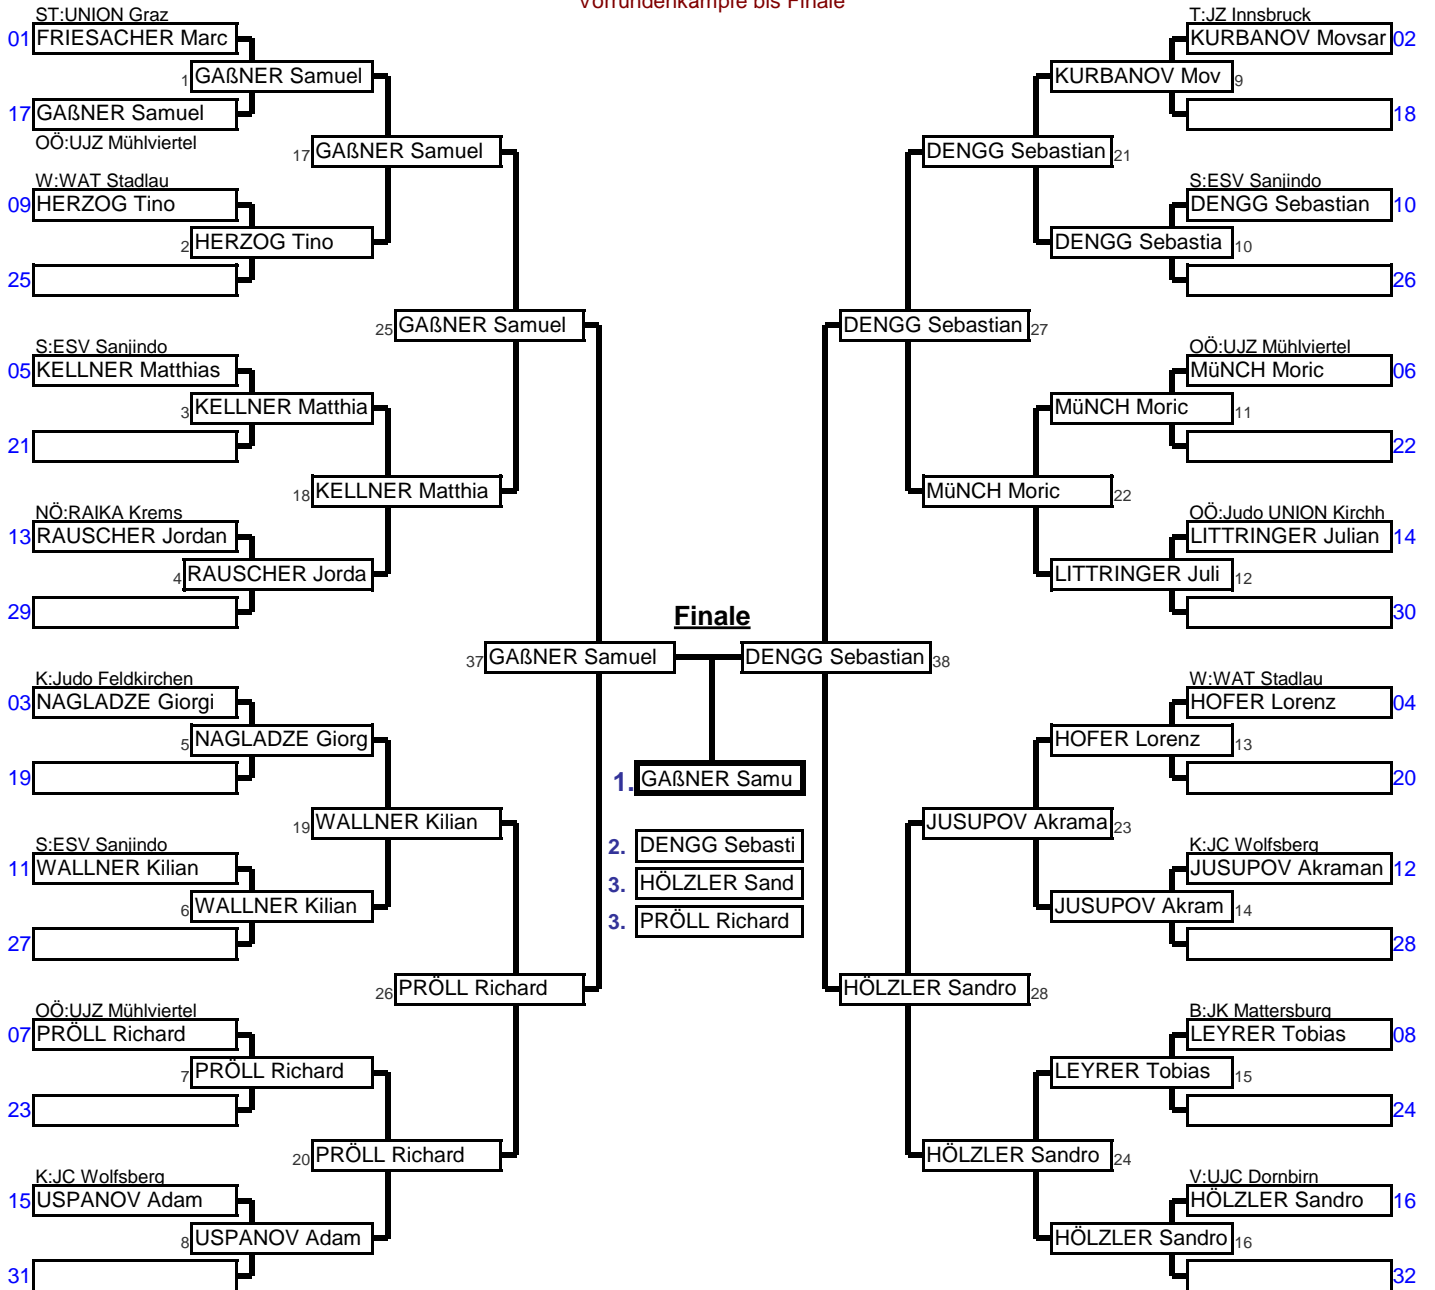 Vorrundenkämpfe bis Finale
ST:UNION Graz
01 FRIESACHER Marc
1 GAßNER Samuel
17 GAßNER Samuel
OÖ:UJZ Mühlviertel
17 GAßNER Samuel
W:WAT Stadlau
09 HERZOG Tino
2 HERZOG Tino
25
25 GAßNER Samuel
S:ESV Sanjindo
05 KELLNER Matthias
3 KELLNER Matthia
21
18 KELLNER Matthia
NÖ:RAIKA Krems
13 RAUSCHER Jordan
4 RAUSCHER Jorda
29
37 GAßNER Samuel
K:Judo Feldkirchen
03 NAGLADZE Giorgi
5 NAGLADZE Giorg
19
19 WALLNER Kilian
S:ESV Sanjindo
11 WALLNER Kilian
6 WALLNER Kilian
27
26 PRÖLL Richard
OÖ:UJZ Mühlviertel
07 PRÖLL Richard
7 PRÖLL Richard
23
20 PRÖLL Richard
K:JC Wolfsberg
15 USPANOV Adam
8 USPANOV Adam
31
Finale
1. GAßNER Samu
2. DENGG Sebasti
3. HÖLZLER Sand
3. PRÖLL Richard
T:JZ Innsbruck
KURBANOV Movsar 02
KURBANOV Mov 9
18
DENGG Sebastian 21
S:ESV Sanjindo
DENGG Sebastian 10
DENGG Sebastia 10
26
DENGG Sebastian 27
OÖ:UJZ Mühlviertel
MüNCH Moric 06
MüNCH Moric 11
22
MüNCH Moric 22
OÖ:Judo UNION Kirchh
LITTRINGER Julian 14
LITTRINGER Juli 12
30
DENGG Sebastian 38
W:WAT Stadlau
HOFER Lorenz 04
HOFER Lorenz 13
20
JUSUPOV Akrama 23
K:JC Wolfsberg
JUSUPOV Akraman 12
JUSUPOV Akram 14
28
HÖLZLER Sandro 28
B:JK Mattersburg
LEYRER Tobias 08
LEYRER Tobias 15
24
HÖLZLER Sandro 24
V:UJC Dornbirn
HÖLZLER Sandro 16
HÖLZLER Sandro 16
32